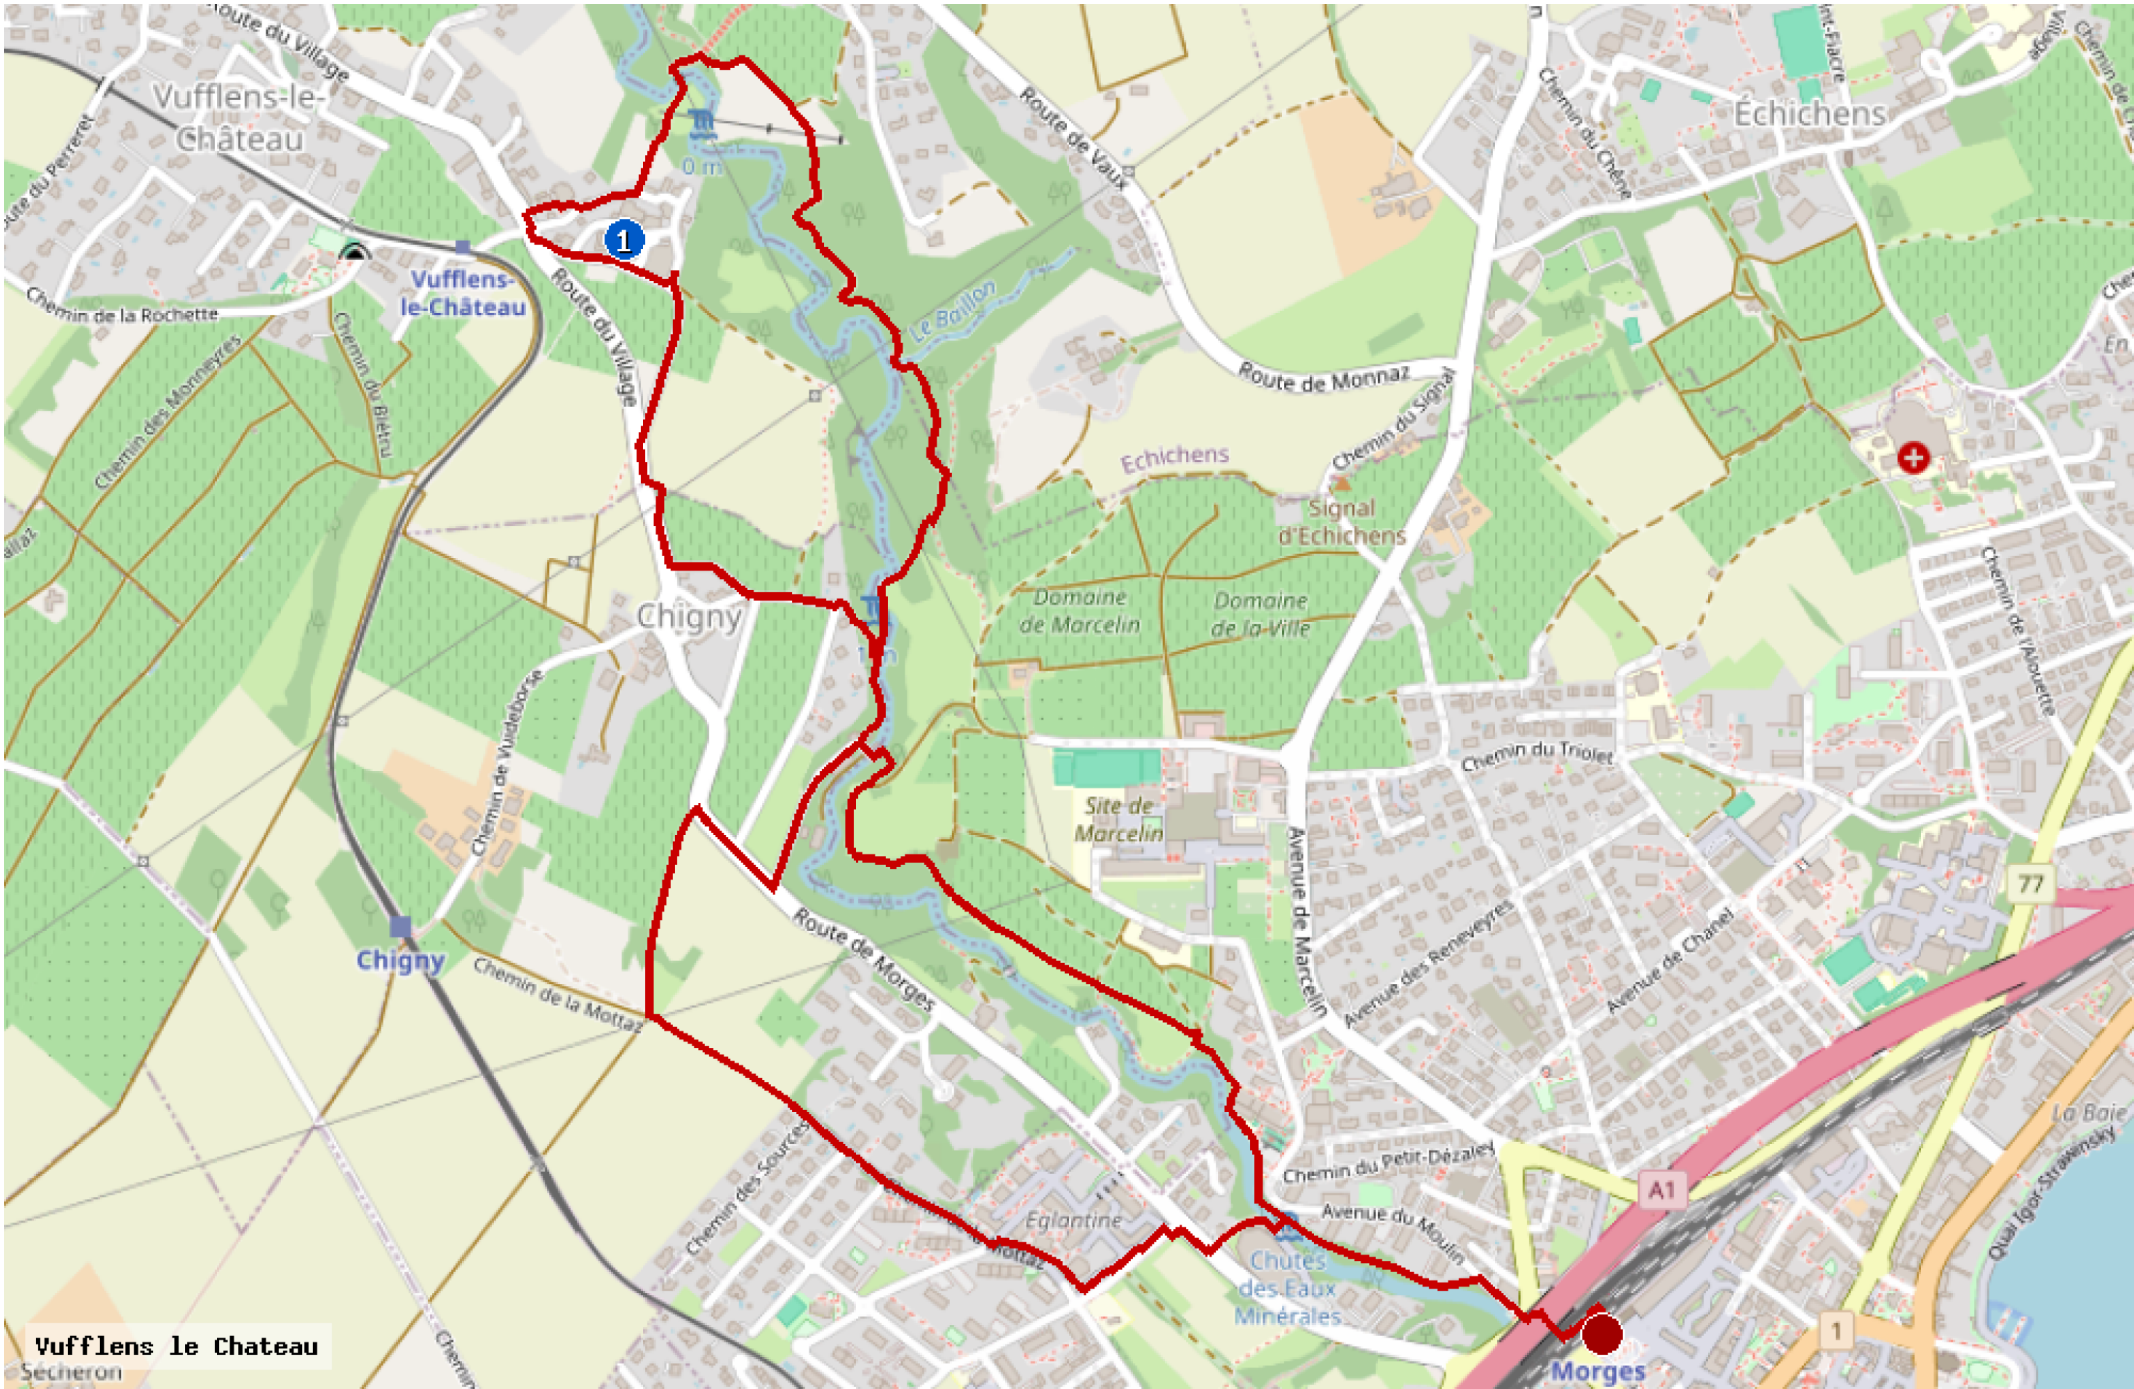 Route du Village
Vufflens-le-
Château
Route de Vaux
Chemin du Chêne
Échichens
Village
0 m
1
Vufflens-
le-Château
Chemin de la Rochette
Route du Village
Le Baillon
Chemin des Monneyres
Chemin du Biétru
Route de Monnaz
Chemin du Signal
En
Echichens
Signal
d'Echichens
Domaine
de Marcelin
Domaine
de la Ville
Chemin de l'Alouette
Chigny
Chemin de Vuideborse
Chemin du Triolet
Site de
Marcelin
Avenue de Marcelin
77
Route de Morges
Avenue des Reneveyres
Avenue de Chanel
Chigny
Chemin de la Mottaz
La Baie
Chemin des Sources
Chemin du Petit-Dézaley
A1
Quai Igor-Strawinsky
Eglantine
Avenue du Moulin
Mottaz
Chutes
des Eaux
Minérales
1
Vufflens le Chateau
Sécheron
Chemin
Morges